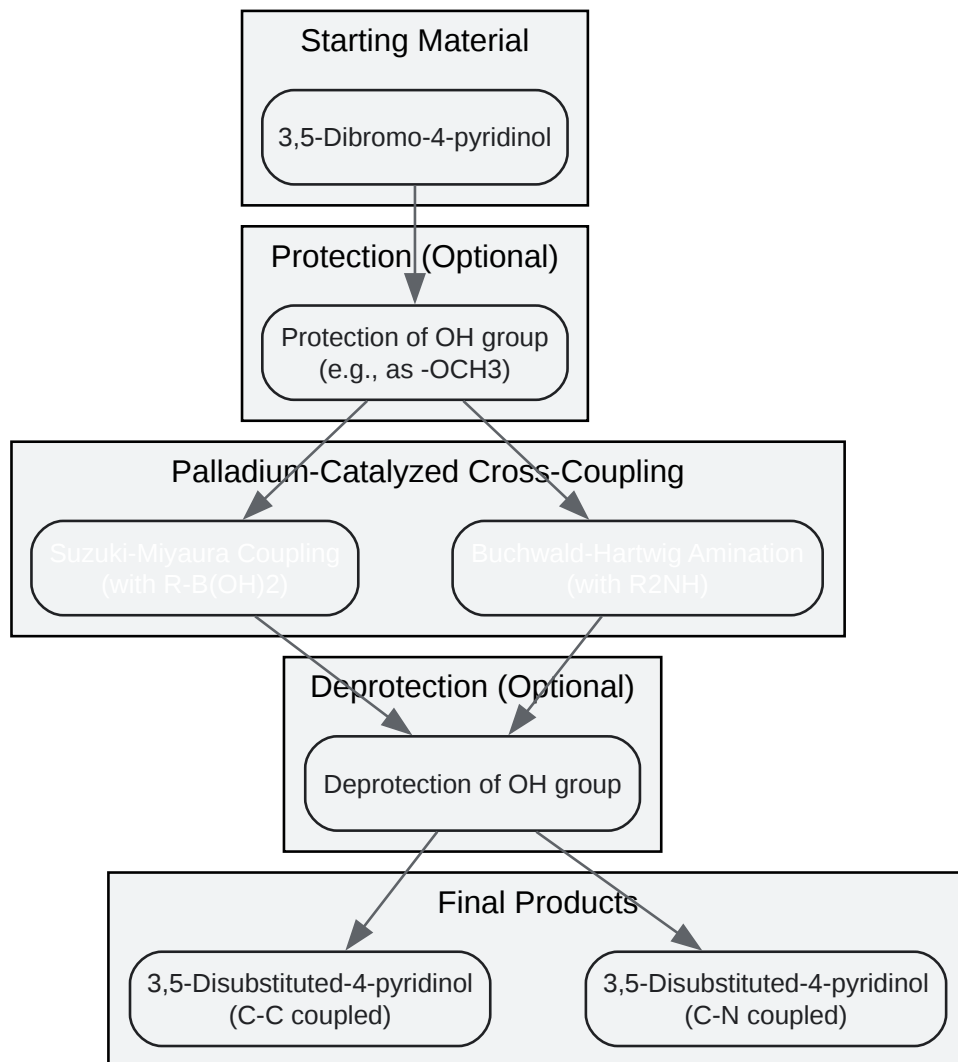 Starting Material
3,5-Dibromo-4-pyridinol
Protection (Optional)
Protection of OH group
(e.g., as -OCH3)
Palladium-Catalyzed Cross-Coupling
Suzuki-Miyaura Coupling
(with R-B(OH)2)
Buchwald-Hartwig Amination
(with R2NH)
Deprotection (Optional)
Deprotection of OH group
Final Products
3,5-Disubstituted-4-pyridinol
(C-C coupled)
3,5-Disubstituted-4-pyridinol
(C-N coupled)